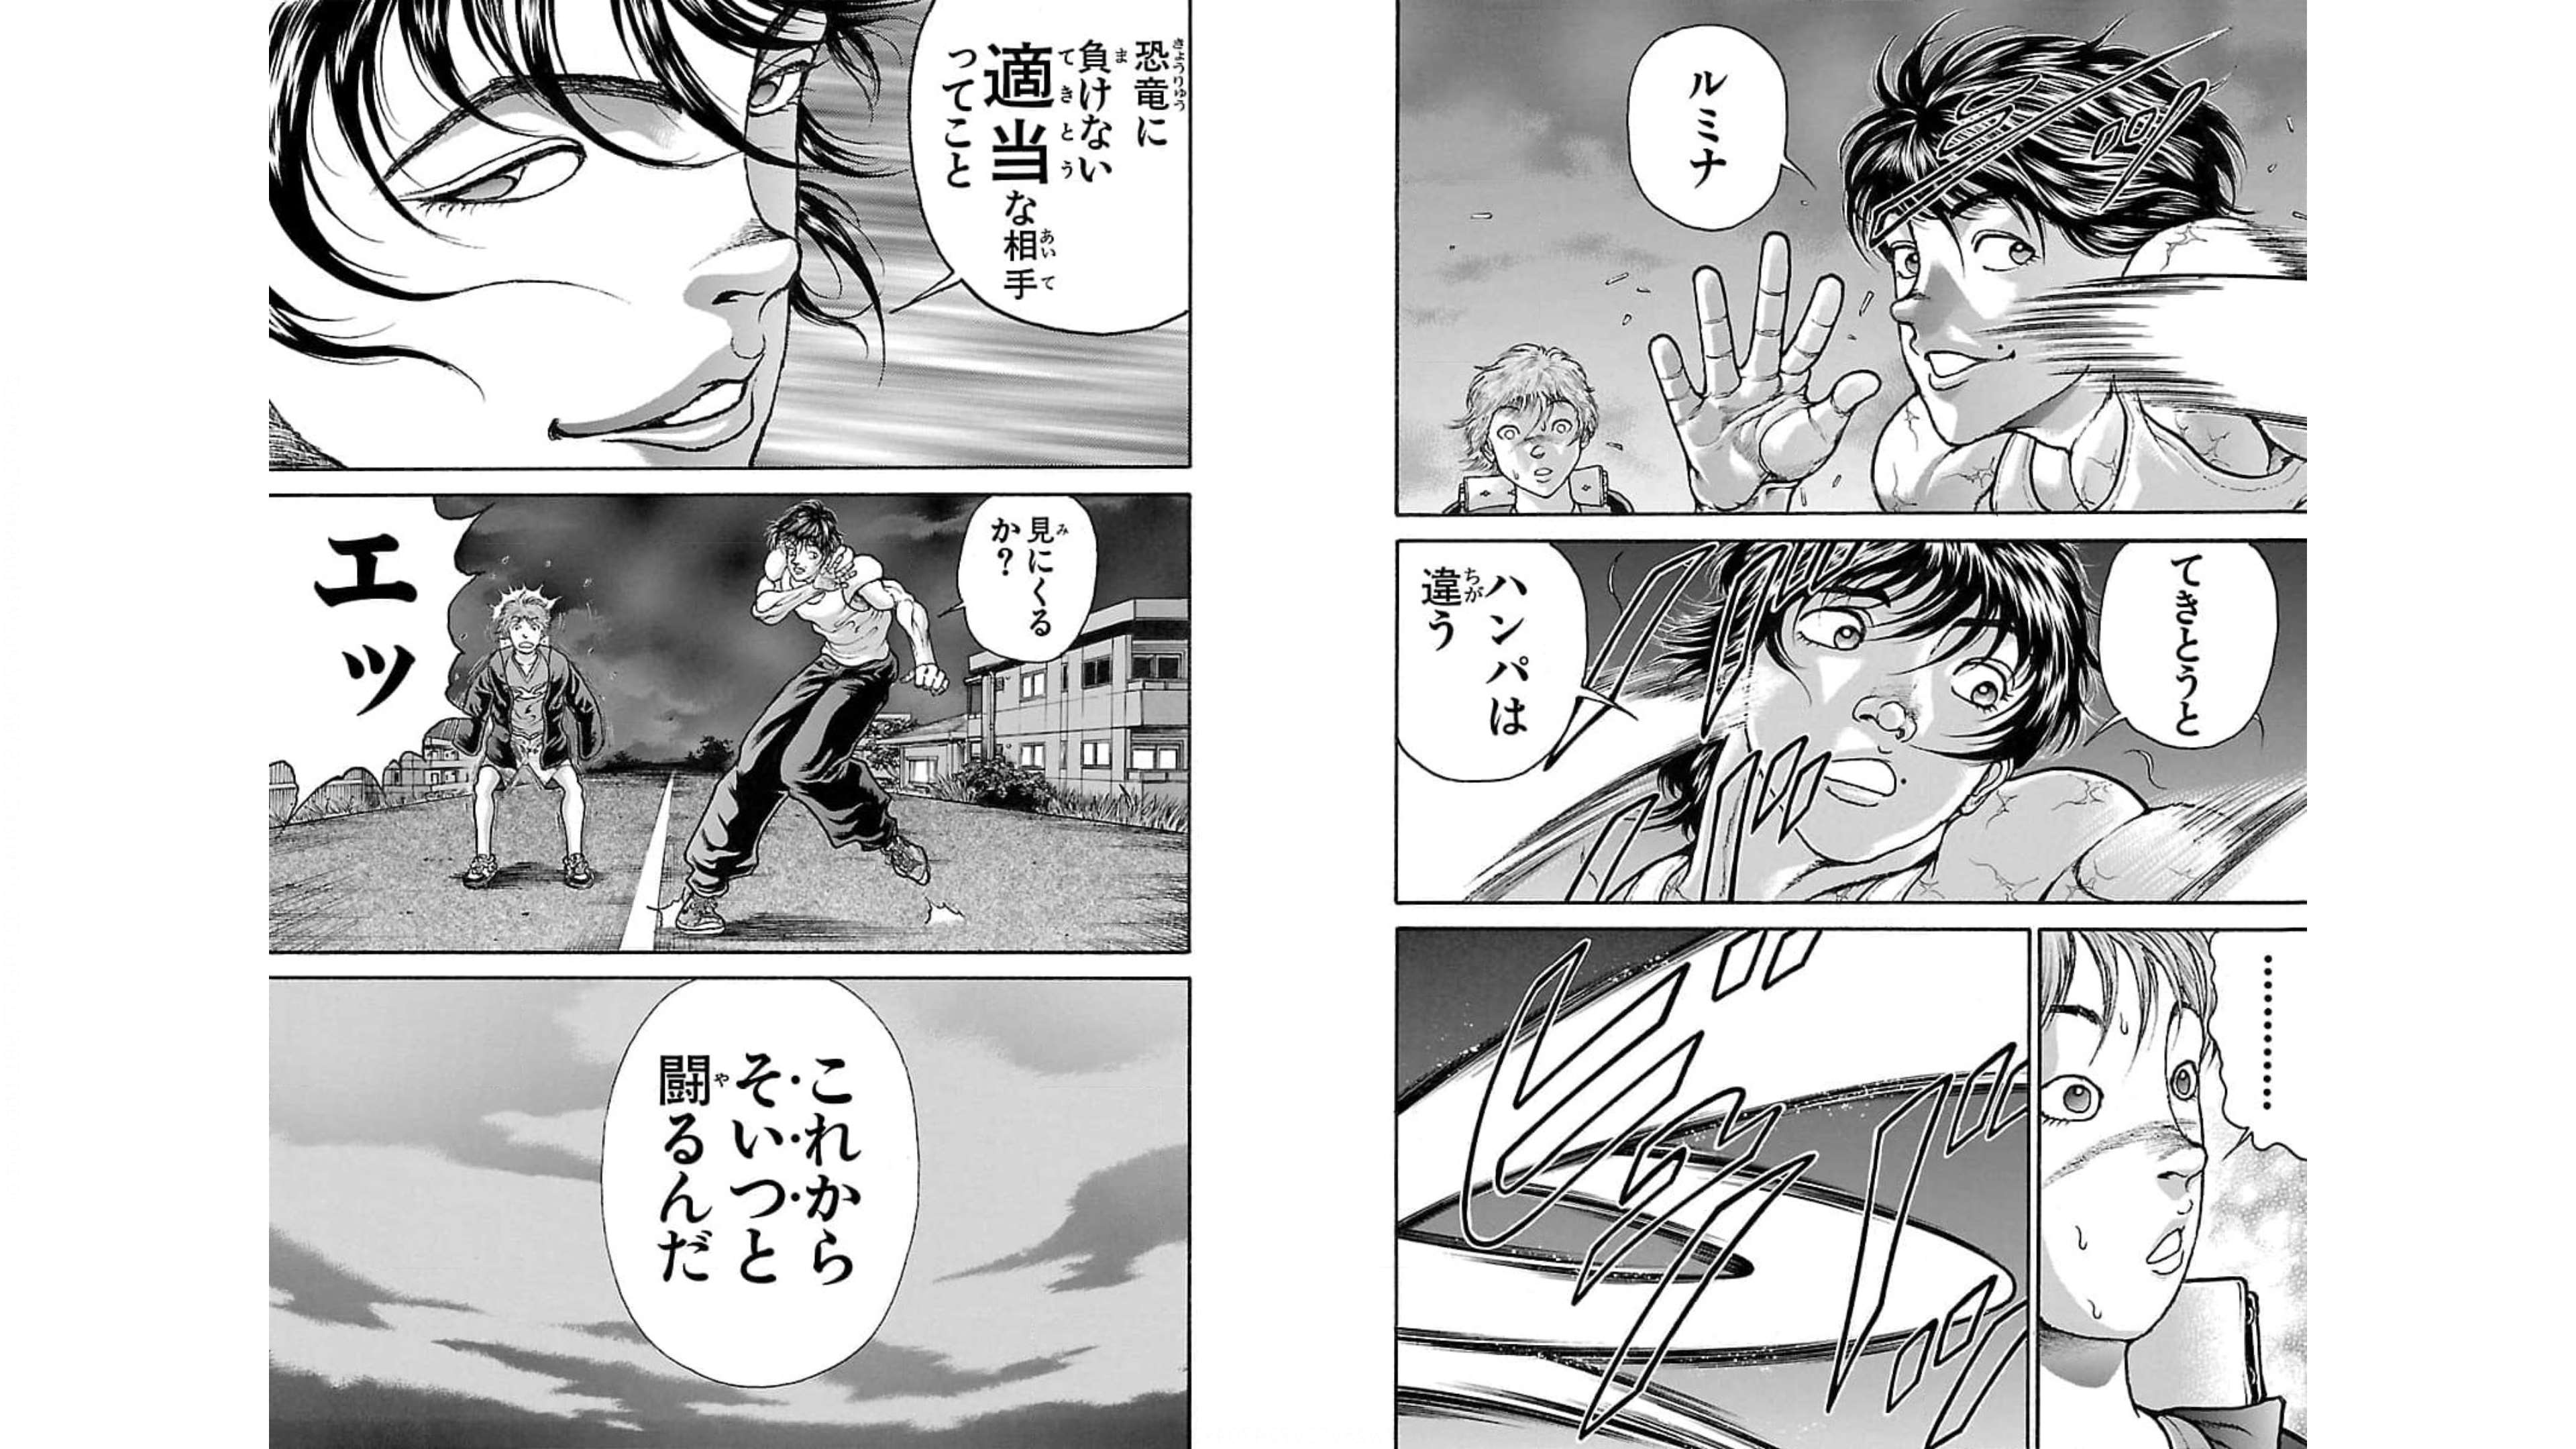 ルミナ
てきとうと
ハンパは
違う
………
恐竜に
負けない
適当な相手
ってこと
見にくる
か？
エッ
これから
そいつと
闘るんだ